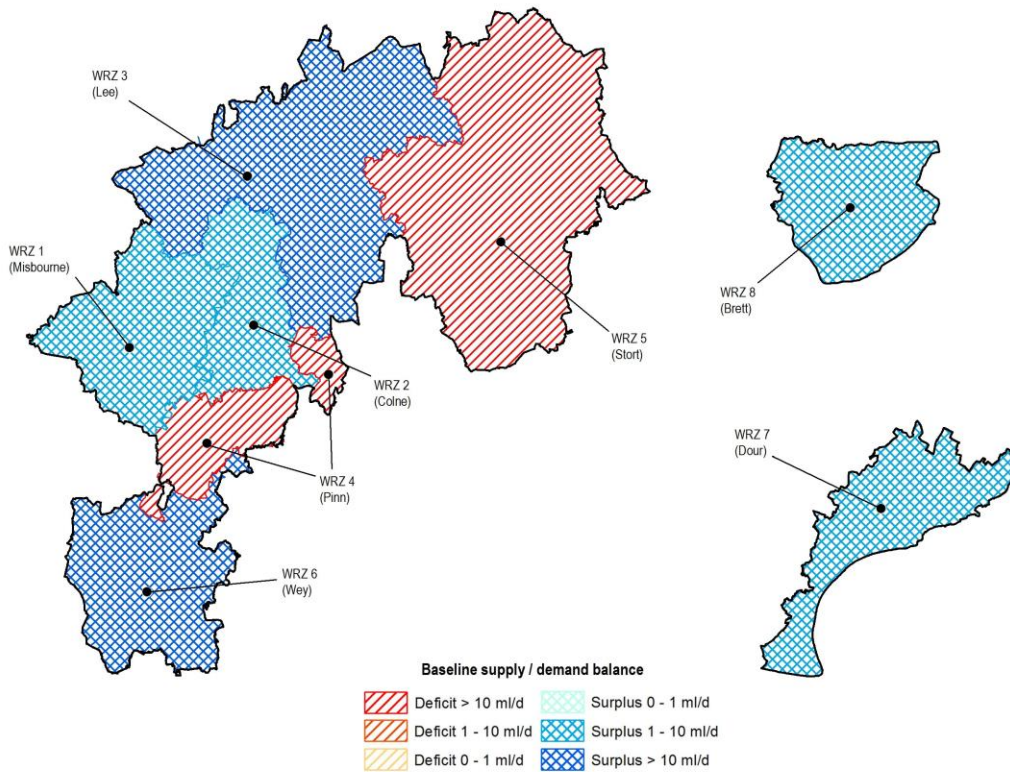 WRZ 3
(Lee)
WRZ 1
(Misbourne)
WRZ 8
(Brett)
WRZ 5
(Stort)
WRZ 2
(Colne)
WRZ 7
(Dour)
WRZ 4
(Pinn)
WRZ 6
(Wey)
Baseline supply / demand balance
Deficit > 10 ml/d
Surplus 0 - 1 ml/d
Deficit 1 - 10 ml/d
Surplus 1 - 10 ml/d
Deficit 0 - 1 ml/d
Surplus > 10 ml/d